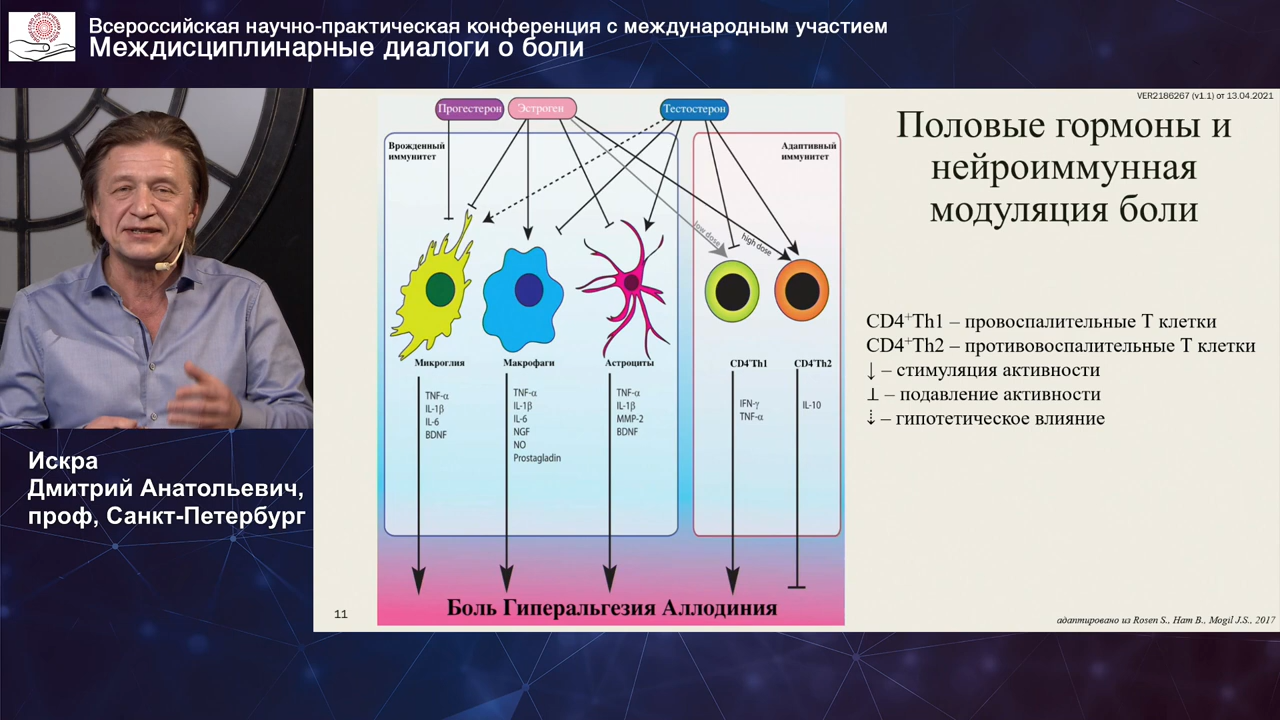 Всероссийская научно-практическая конференция с международным участием
Междисциплинарные диалоги о боли
VER2186267 (v1.1) от 13.04.2021
Половые гормоны и
нейроиммунная
модуляция боли
Прогестерон
Эстроген
Тестостерон
Врожденный
иммунитет
Адаптивный
иммунитет
low dose
high dose
Микроглия
Макрофаги
Астроциты
CD4⁺Th1
CD4⁺Th2
TNF-α
IL-1β
IL-6
BDNF
TNF-α
IL-1β
IL-6
NGF
NO
Prostagladin
TNF-α
IL-1β
MMP-2
BDNF
IFN-γ
TNF-α
IL-10
Боль Гиперальгезия Аллодиния
CD4⁺Th1 – провоспалительные Т клетки
CD4⁺Th2 – противовоспалительные Т клетки
↓ – стимуляция активности
⊥ – подавление активности
⇣ – гипотетическое влияние
11
адаптировано из Rosen S., Ham B., Mogil J.S., 2017
Искра
Дмитрий Анатольевич,
проф, Санкт-Петербург